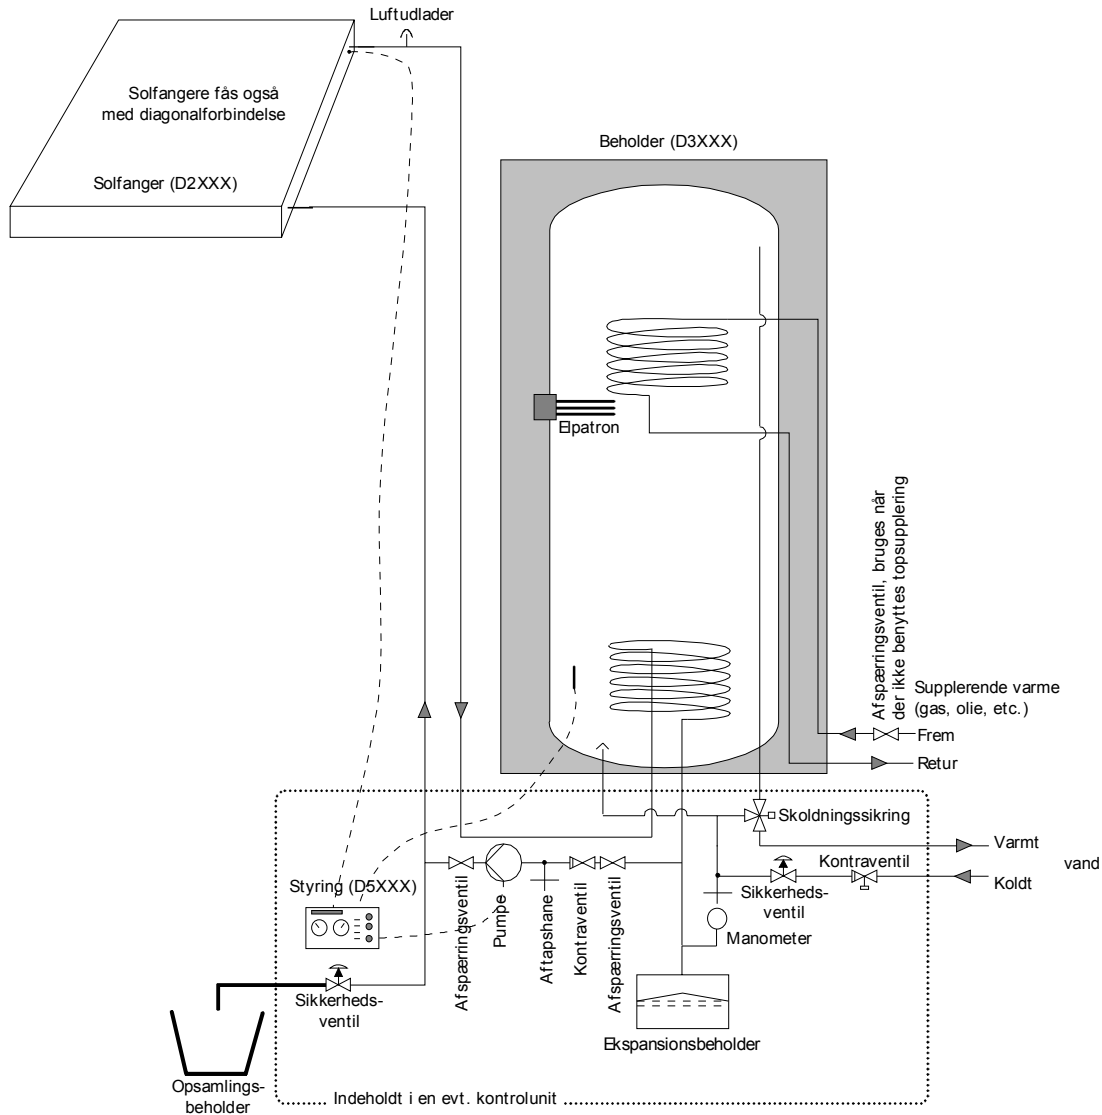 Luftudlader
Solfangere fås også
med diagonalforbindelse
Solfanger (D2XXX)
Beholder (D3XXX)
Elpatron
Afspærringsventil, bruges når
der ikke benyttes topsupplering
Supplerende varme
(gas, olie, etc.)
Frem
Retur
Skoldningssikring
Varmt
vand
Koldt
Kontraventil
Sikkerheds-
ventil
Manometer
Styring (D5XXX)
Afspærringsventil
Pumpe
Aftapshane
Kontraventil
Afspærringsventil
Sikkerheds-
ventil
Ekspansionsbeholder
Opsamlings-
beholder
Indeholdt i en evt. kontrolunit